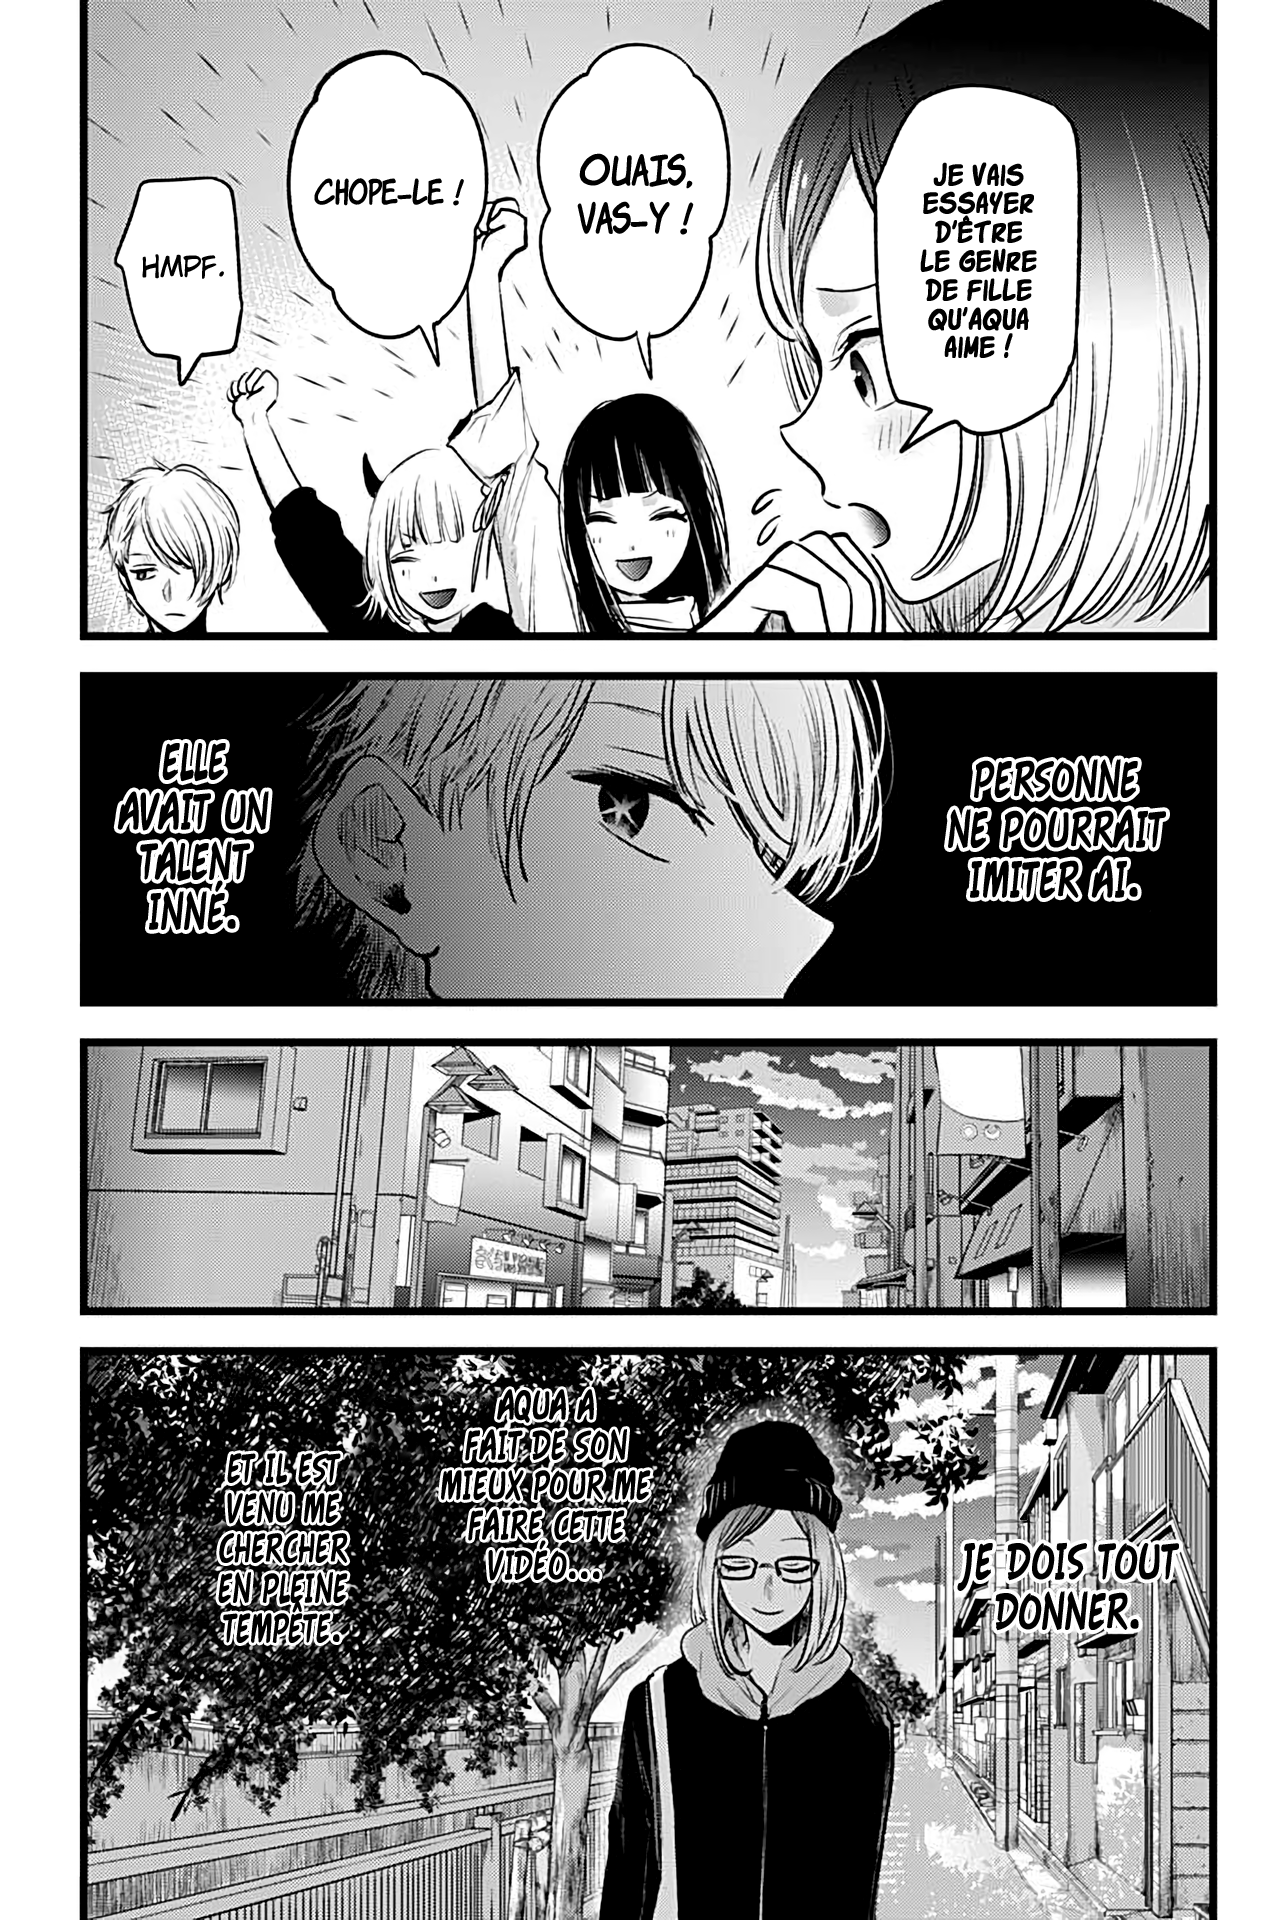 JE VAIS
ESSAYER
D'ÊTRE
LE GENRE
DE FILLE
QU'AQUA
AIME !
OUAIS,
VAS-Y !
CHOPE-LE !
HMPF.
PERSONNE
NE POURRAIT
IMITER AI.
ELLE
AVAIT UN
TALENT
INNÉ.
JE DOIS TOUT
DONNER.
AQUA A
FAIT DE SON
MIEUX POUR ME
FAIRE CETTE
VIDÉO...
ET IL EST
VENU ME
CHERCHER
EN PLEINE
TEMPÊTE.